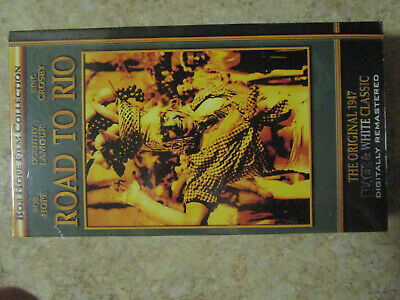 BOB HOPE FILM COLLECTION
BOB HOPE
DOROTHY LAMOUR
BING CROSBY
ROAD TO RIO
THE ORIGINAL 1947
BLACK & WHITE CLASSIC
DIGITALLY REMASTERED